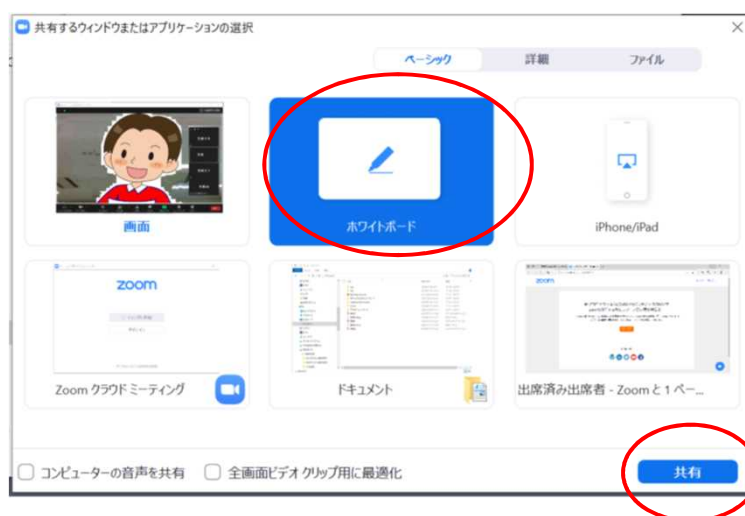 共有するウィンドウまたはアプリケーションの選択
ベーシック 詳細 ファイル
画面
ホワイトボード
iPhone/iPad
zoom
Zoom クラウド ミーティング
ドキュメント
zoom
出席済み出席者 - Zoom と 1 ペー...
コンピューターの音声を共有 全画面ビデオ クリップ用に最適化
共有